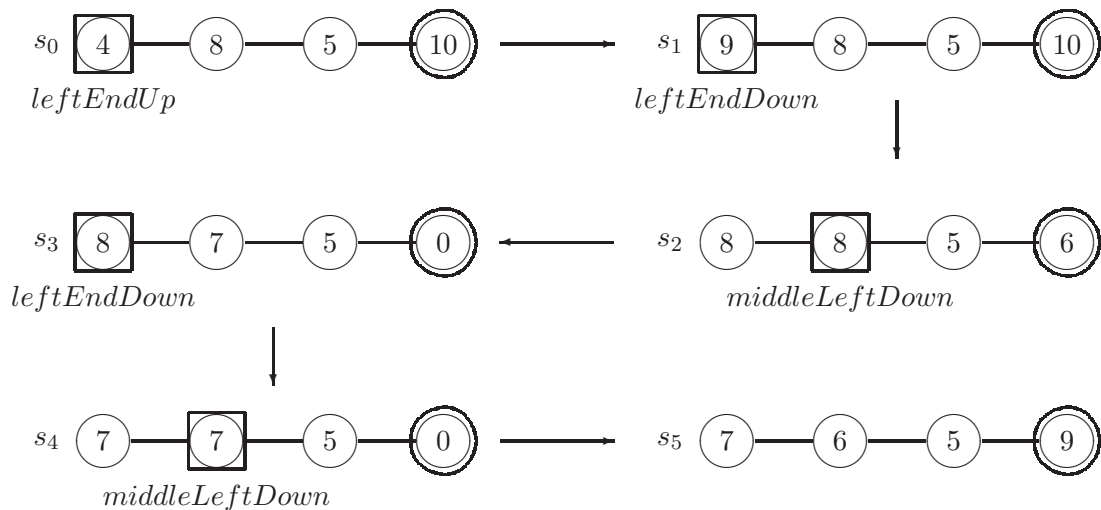 s0 4 8 5 10
leftEndUp
s1 9 8 5 10
leftEndDown
s3 8 7 5 0
leftEndDown
s2 8 8 5 6
middleLeftDown
s4 7 7 5 0
middleLeftDown
s5 7 6 5 9